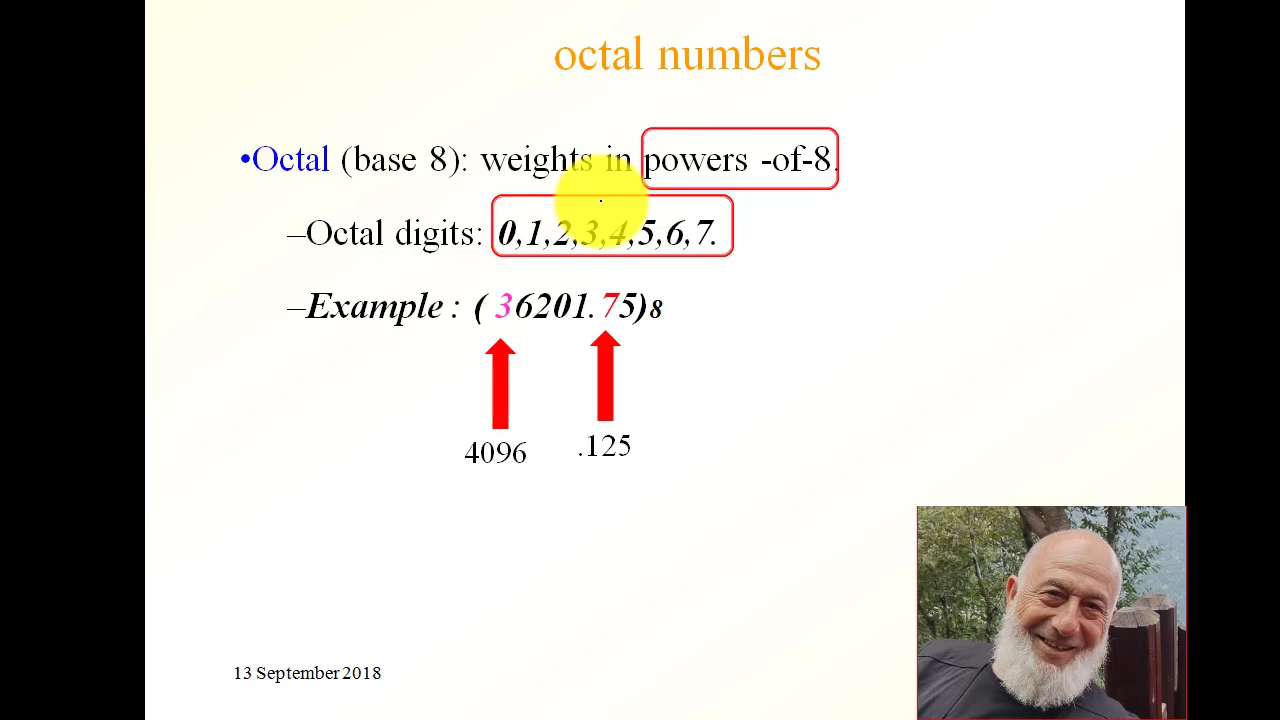 octal numbers
•Octal (base 8): weights in powers -of-8.
–Octal digits: 0,1,2,3,4,5,6,7.
–Example : ( 36201.75)8
4096 .125
13 September 2018